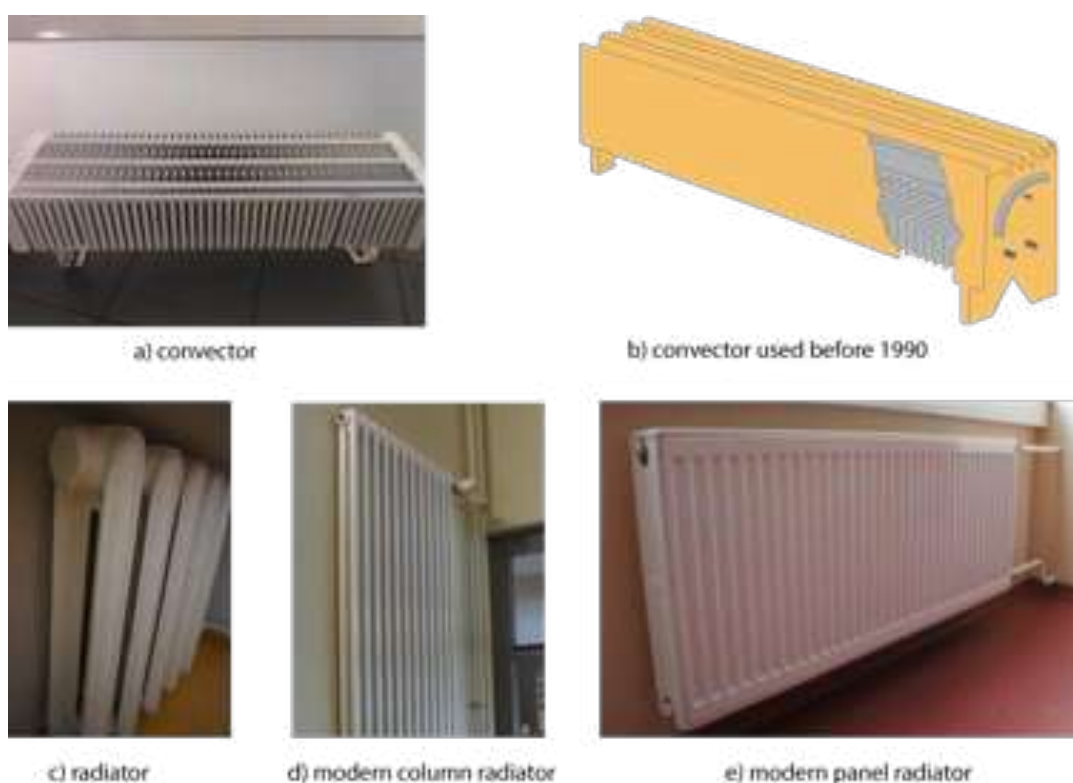 a) convector
b) convector used before 1990
c) radiator
d) modern column radiator
e) modern panel radiator